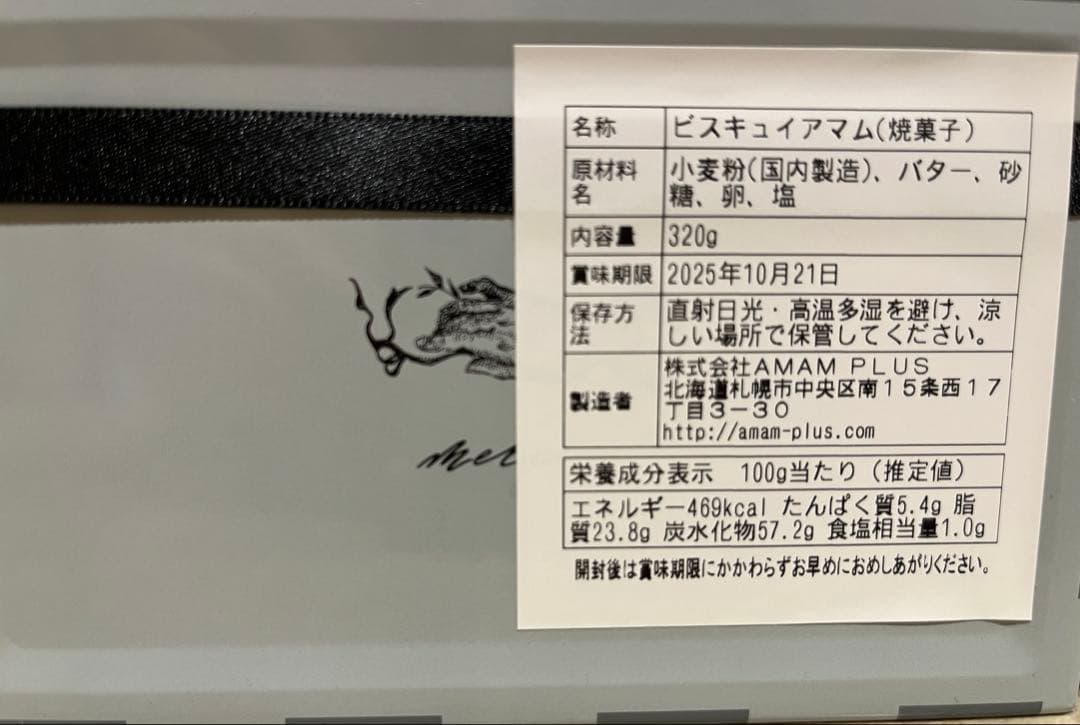 名称 ビスキュイアマム(焼菓子)
原材料名 小麦粉(国内製造)、バター、砂
糖、卵、塩
内容量 320g
賞味期限 2025年10月21日
保存方法 直射日光・高温多湿を避け、涼
しい場所で保管してください。
製造者 株式会社AMAM PLUS
北海道札幌市中央区南15条西17
丁目3-30
http://amam-plus.com
栄養成分表示 100g当たり(推定値)
エネルギー469kcal たんぱく質5.4g 脂
質23.8g 炭水化物57.2g 食塩相当量1.0g
開封後は賞味期限にかかわらずお早めにおめしあがりください。